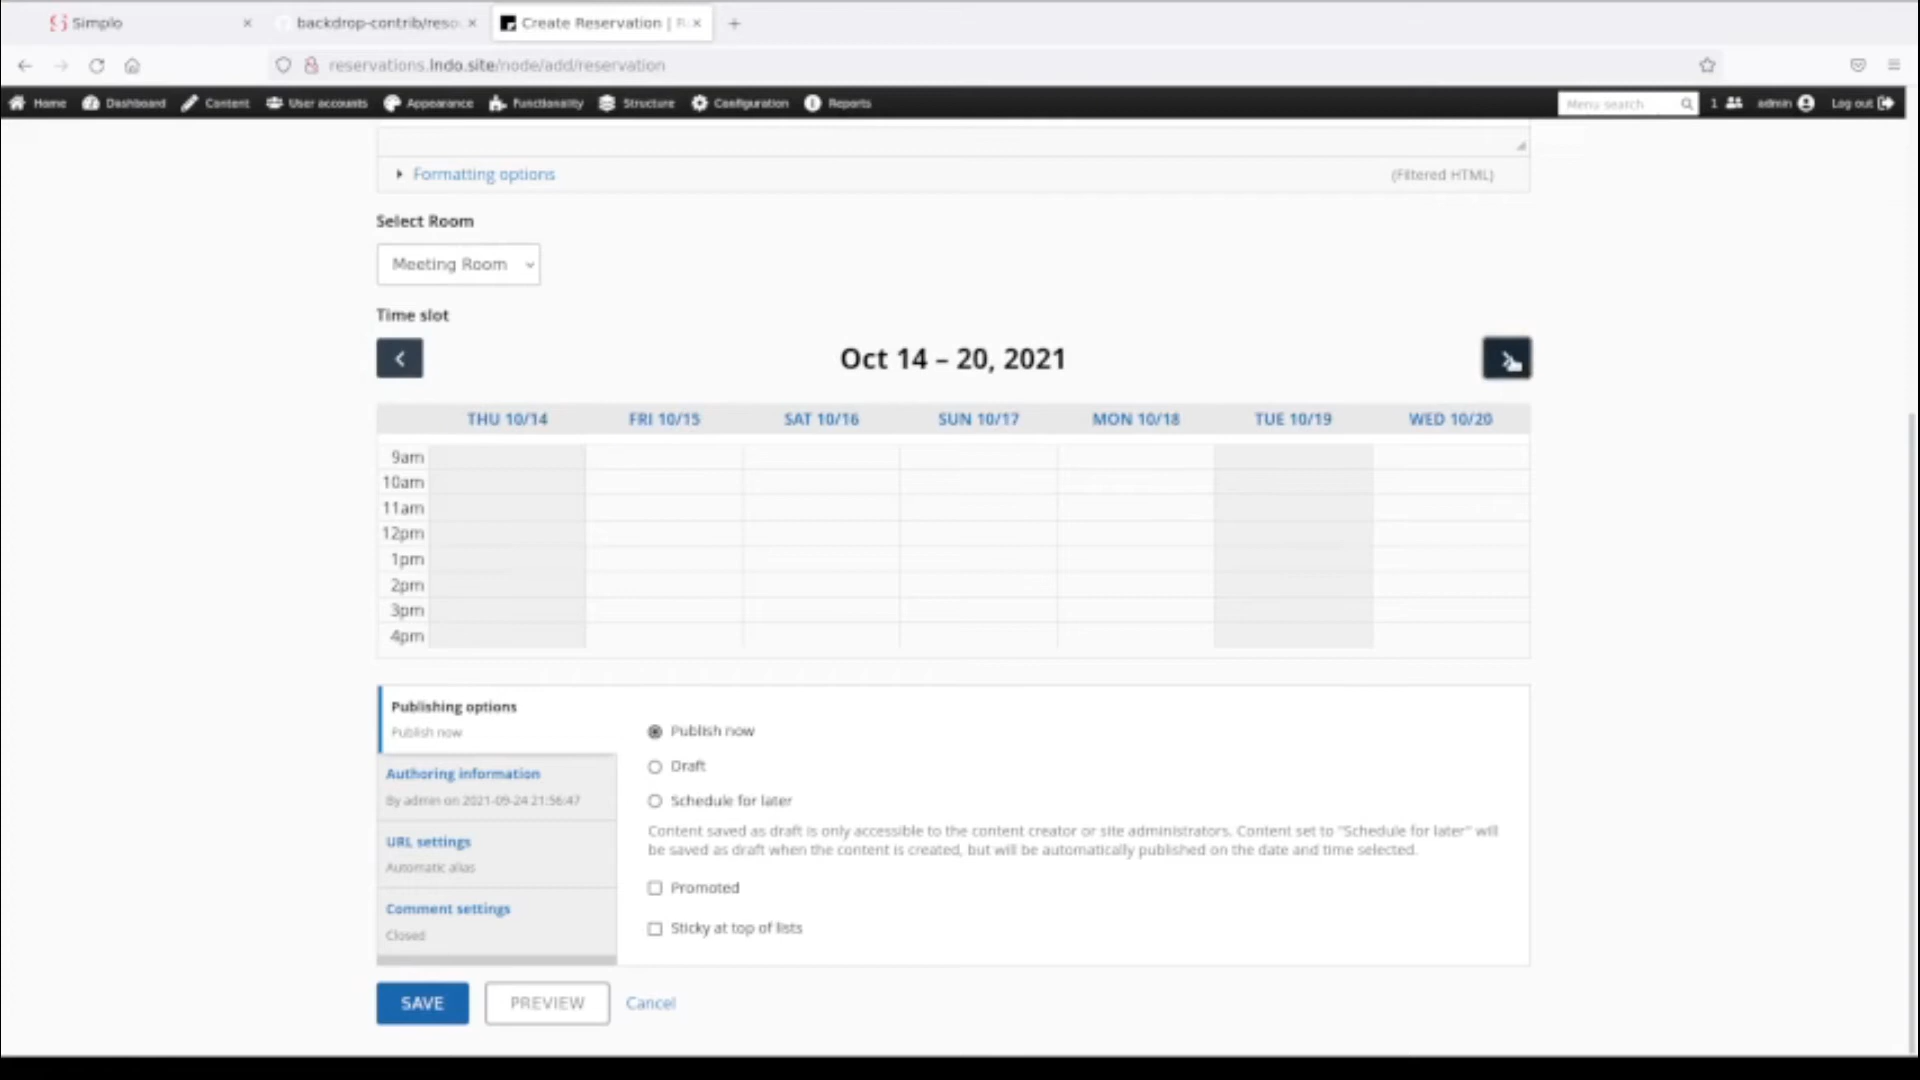 Simplo
backdrop-contrib/reso
Create Reservation | R
reservations.lndo.site/node/add/reservation
Home Dashboard Content User accounts Appearance Functionality Structure Configuration Reports Menu search 1 admin Log out
Formatting options (Filtered HTML)
Select Room
Meeting Room
Time slot
Oct 14 – 20, 2021
THU 10/14 FRI 10/15 SAT 10/16 SUN 10/17 MON 10/18 TUE 10/19 WED 10/20
9am
10am
11am
12pm
1pm
2pm
3pm
4pm
Publishing options
Publish now
Authoring information
By admin on 2021-09-24 21:56:47
URL settings
Automatic alias
Comment settings
Closed
Publish now
Draft
Schedule for later
Content saved as draft is only accessible to the content creator or site administrators. Content set to "Schedule for later" will
be saved as draft when the content is created, but will be automatically published on the date and time selected.
Promoted
Sticky at top of lists
SAVE PREVIEW Cancel